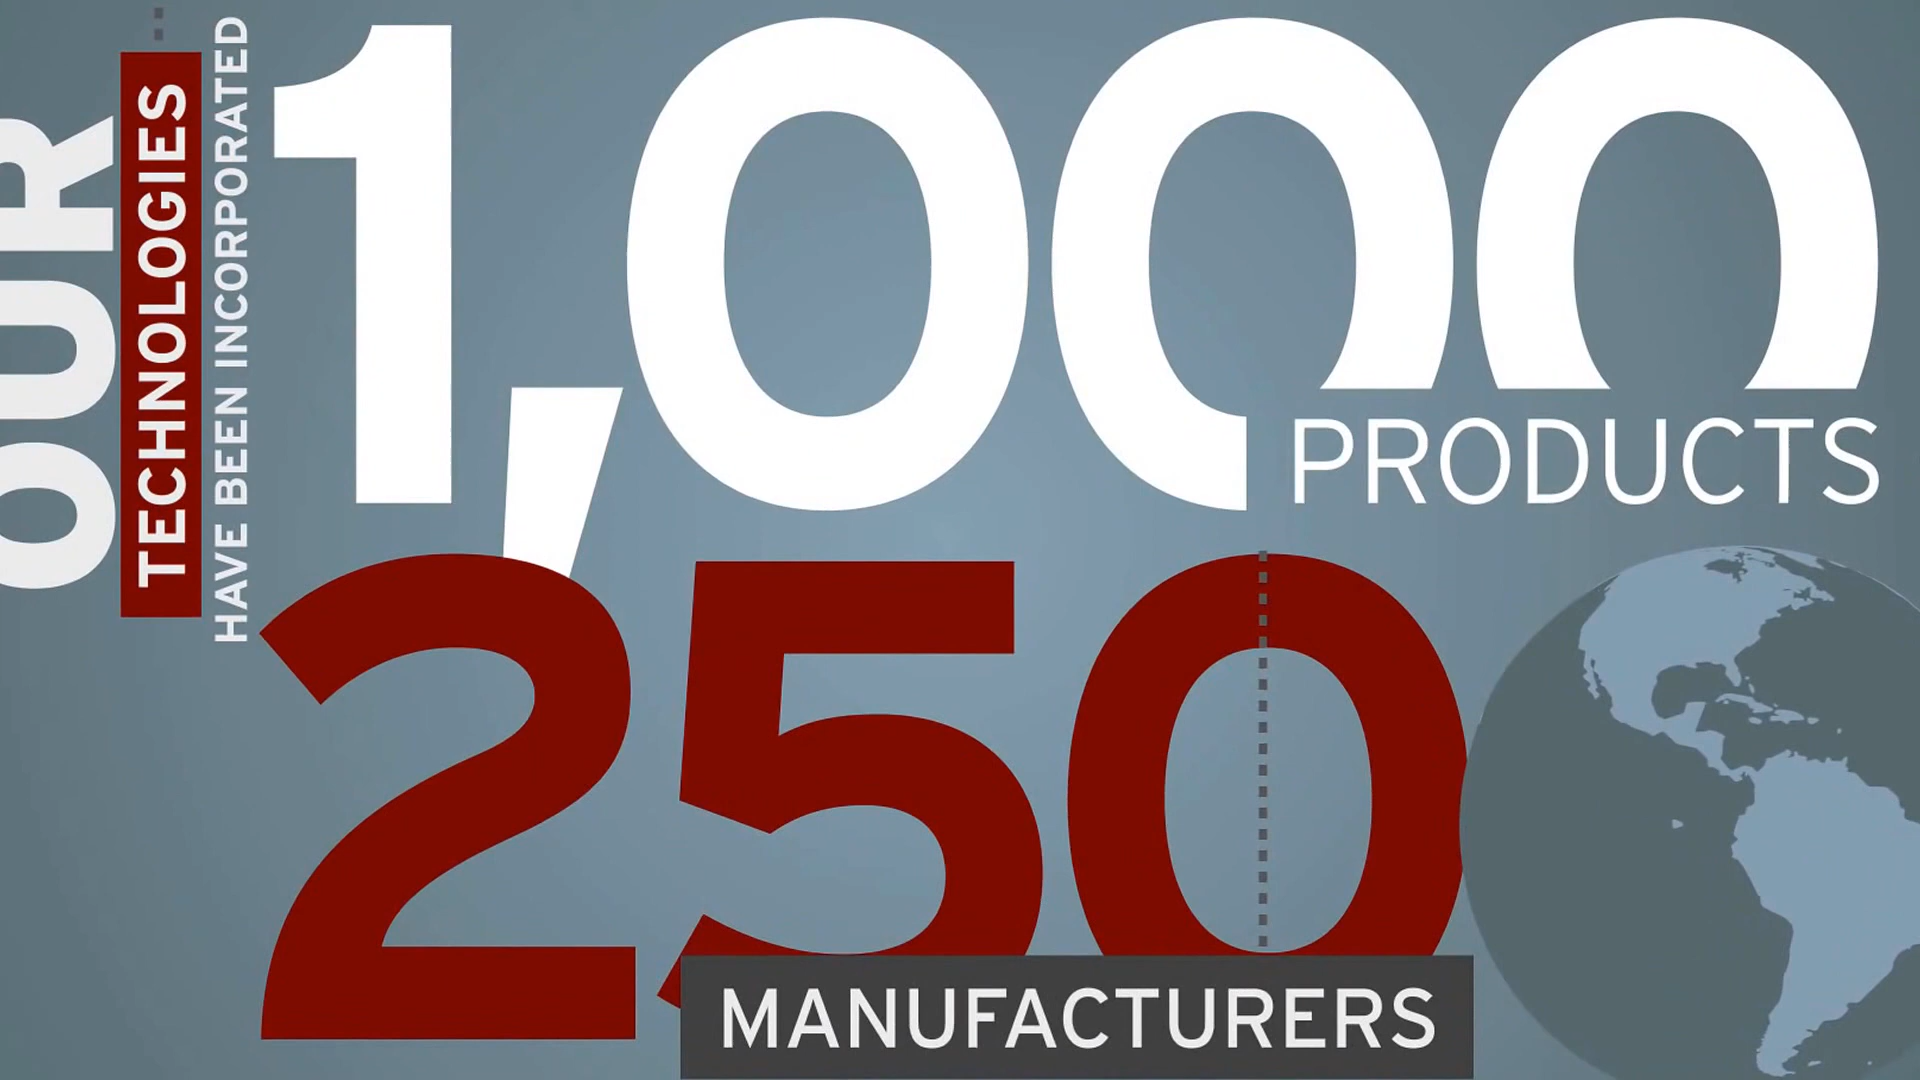 OUR
TECHNOLOGIES
HAVE BEEN INCORPORATED
1,000
PRODUCTS
250
MANUFACTURERS